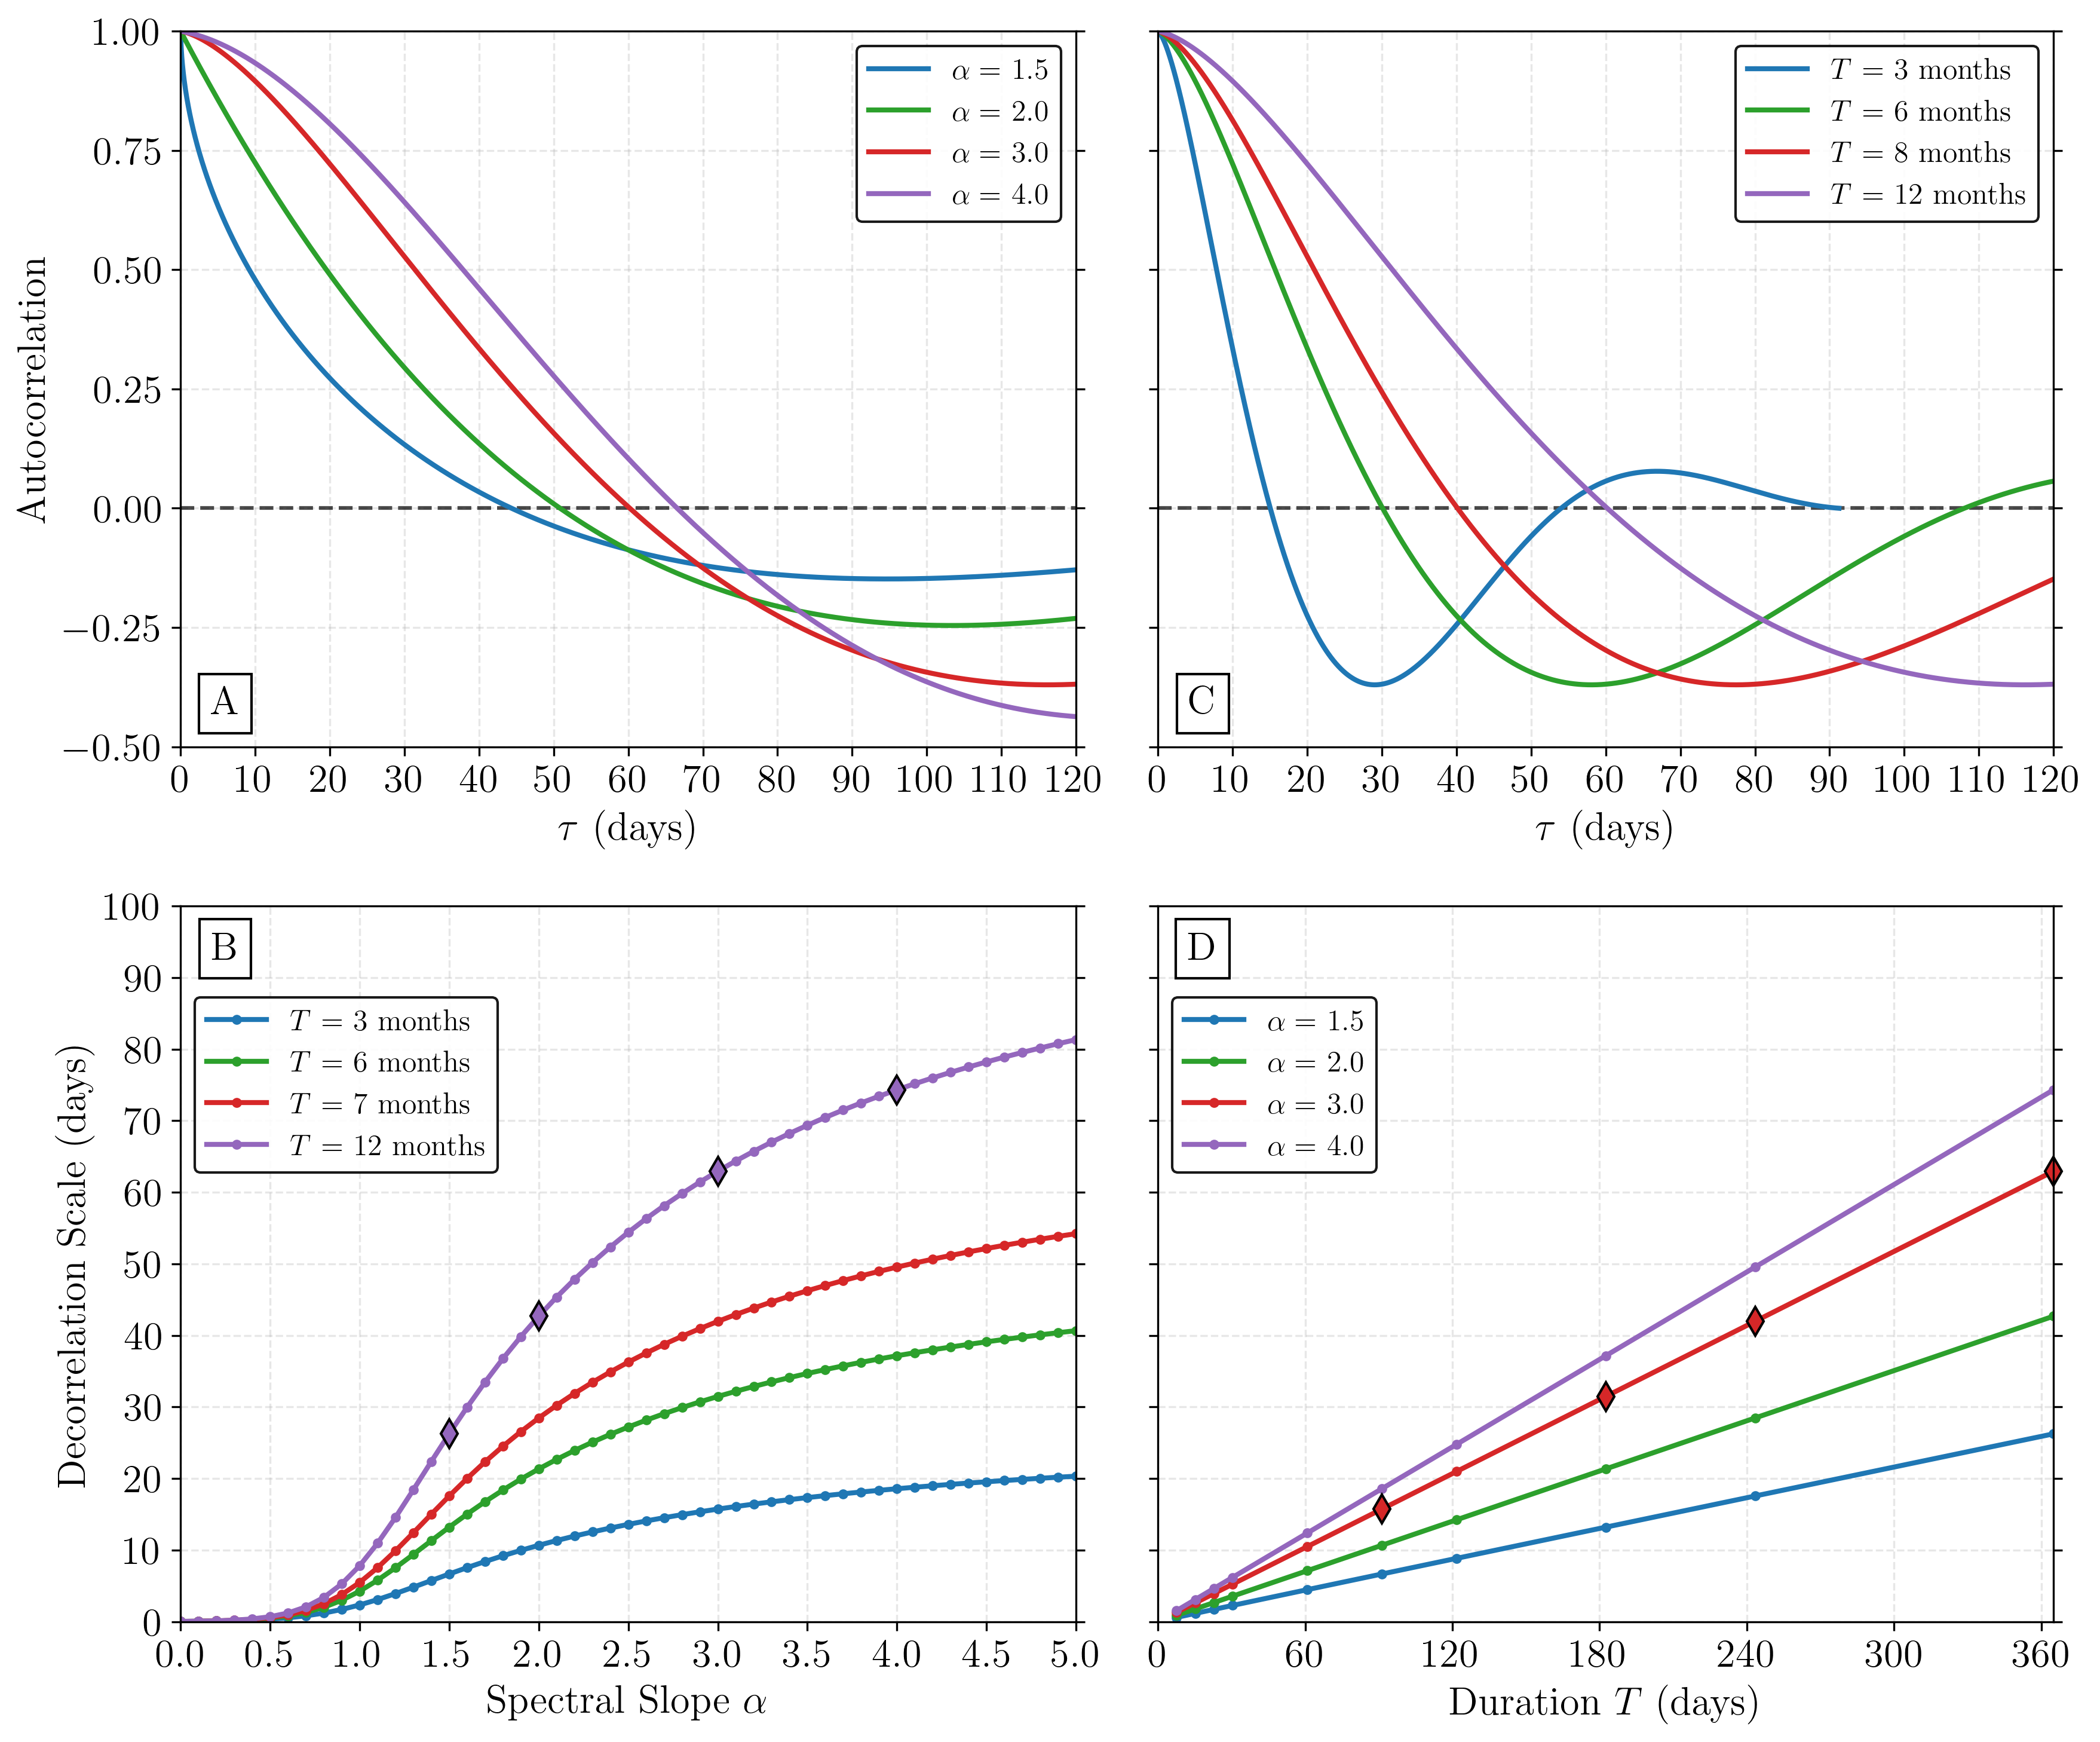 1.00
0.75
0.50
0.25
0.00
−0.25
−0.50
Autocorrelation
α = 1.5
α = 2.0
α = 3.0
α = 4.0
A
0 10 20 30 40 50 60 70 80 90 100 110 120
τ (days)
T = 3 months
T = 6 months
T = 8 months
T = 12 months
C
0 10 20 30 40 50 60 70 80 90 100 110 120
τ (days)
100
90
80
70
60
50
40
30
20
10
0
Decorrelation Scale (days)
B
T = 3 months
T = 6 months
T = 7 months
T = 12 months
0.0 0.5 1.0 1.5 2.0 2.5 3.0 3.5 4.0 4.5 5.0
Spectral Slope α
D
α = 1.5
α = 2.0
α = 3.0
α = 4.0
0 60 120 180 240 300 360
Duration T (days)